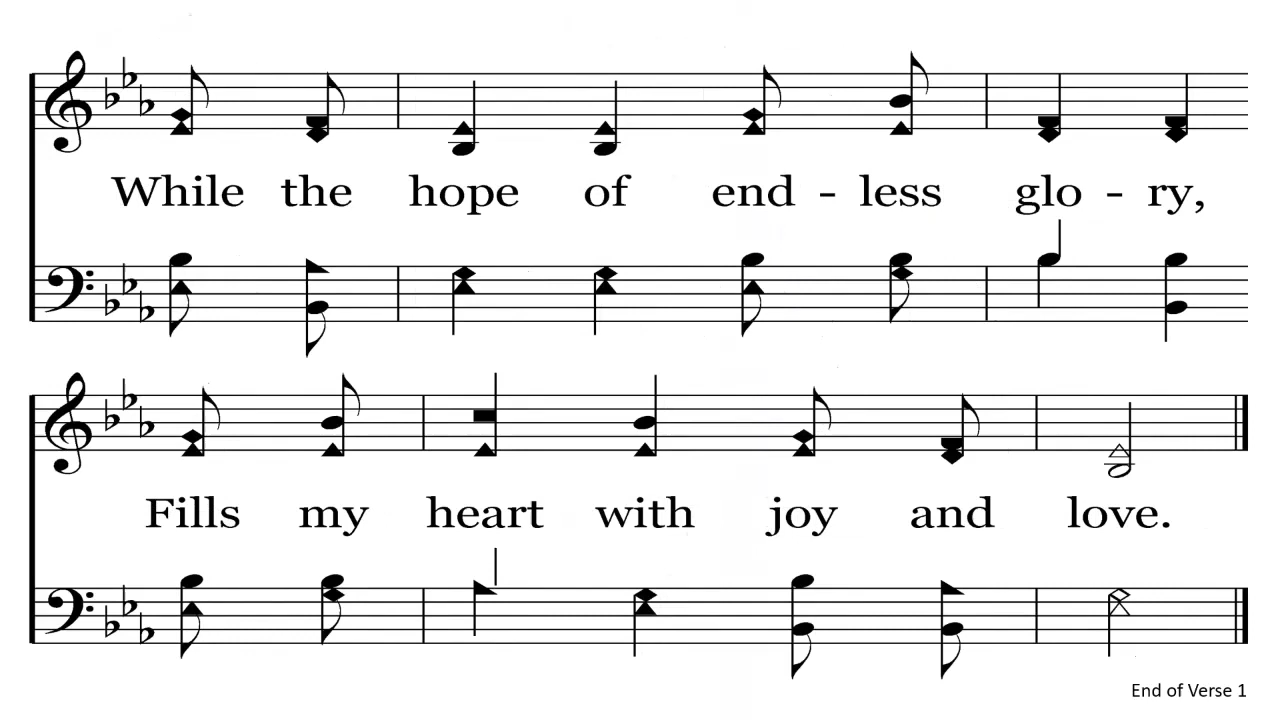 While the hope of end - less glo - ry,
Fills my heart with joy and love.
End of Verse 1